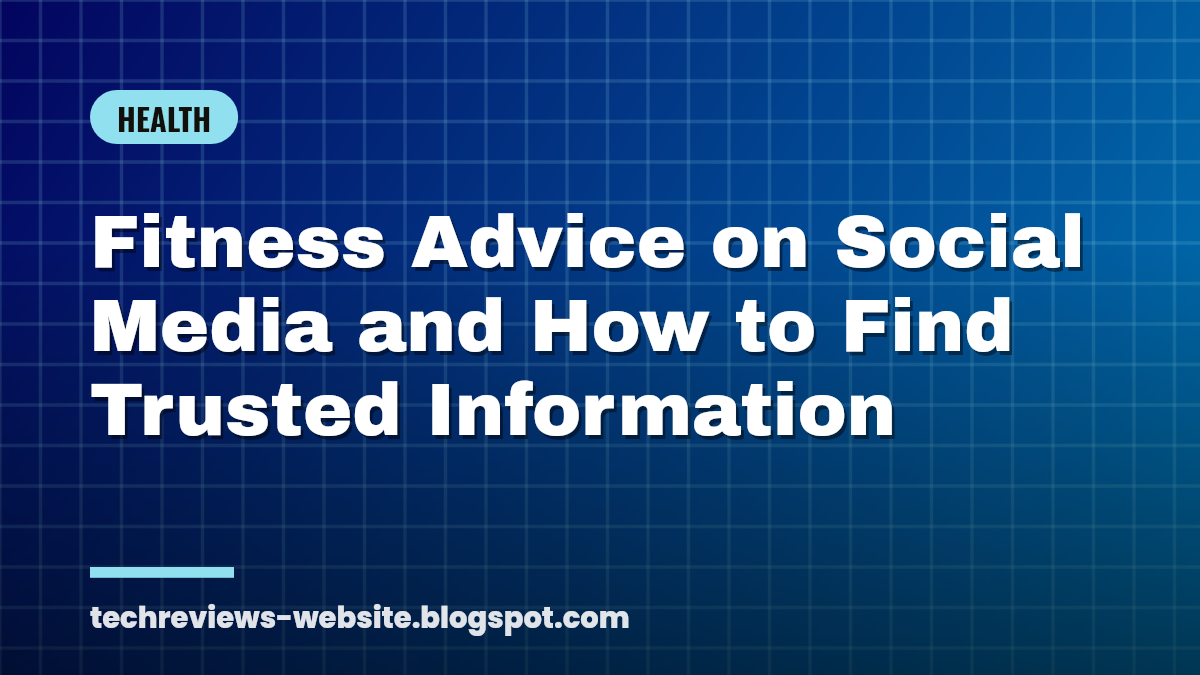 HEALTH
Fitness Advice on Social
Media and How to Find
Trusted Information
techreviews-website.blogspot.com